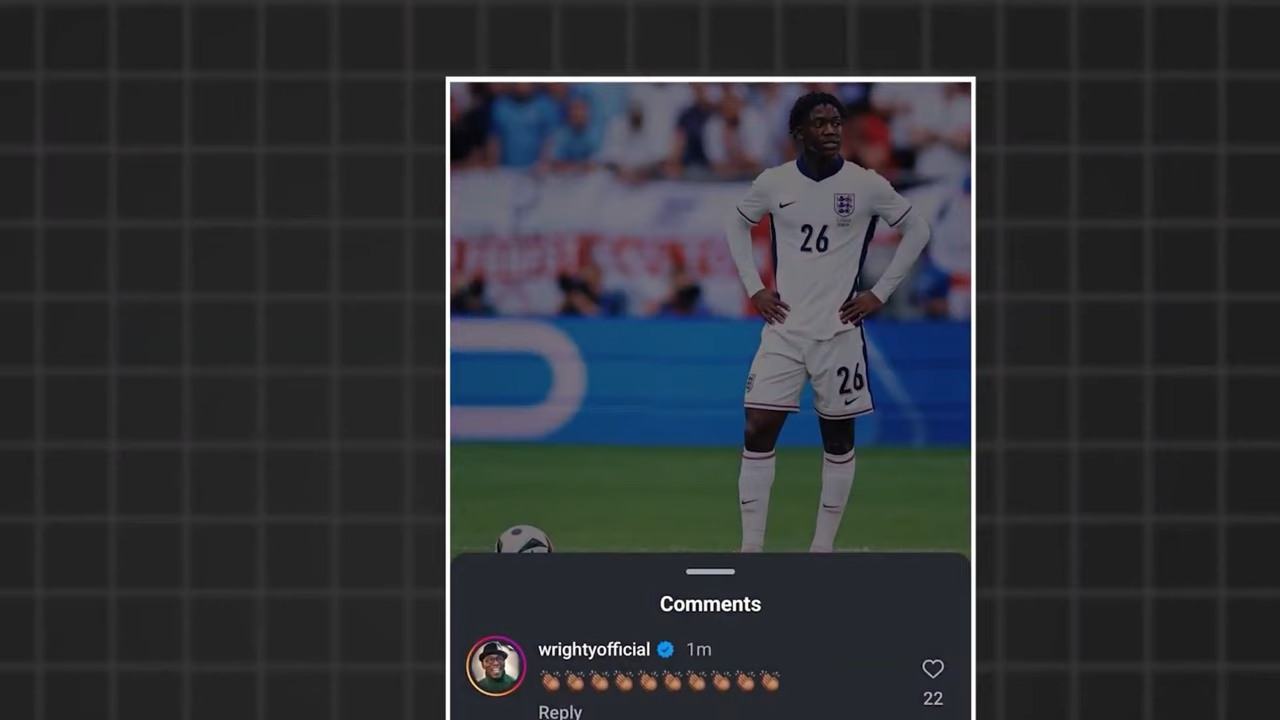 26
26
Comments
wrightyofficial 1m
👏🏽👏🏽👏🏽👏🏽👏🏽👏🏽👏🏽👏🏽👏🏽👏🏽
22
Reply